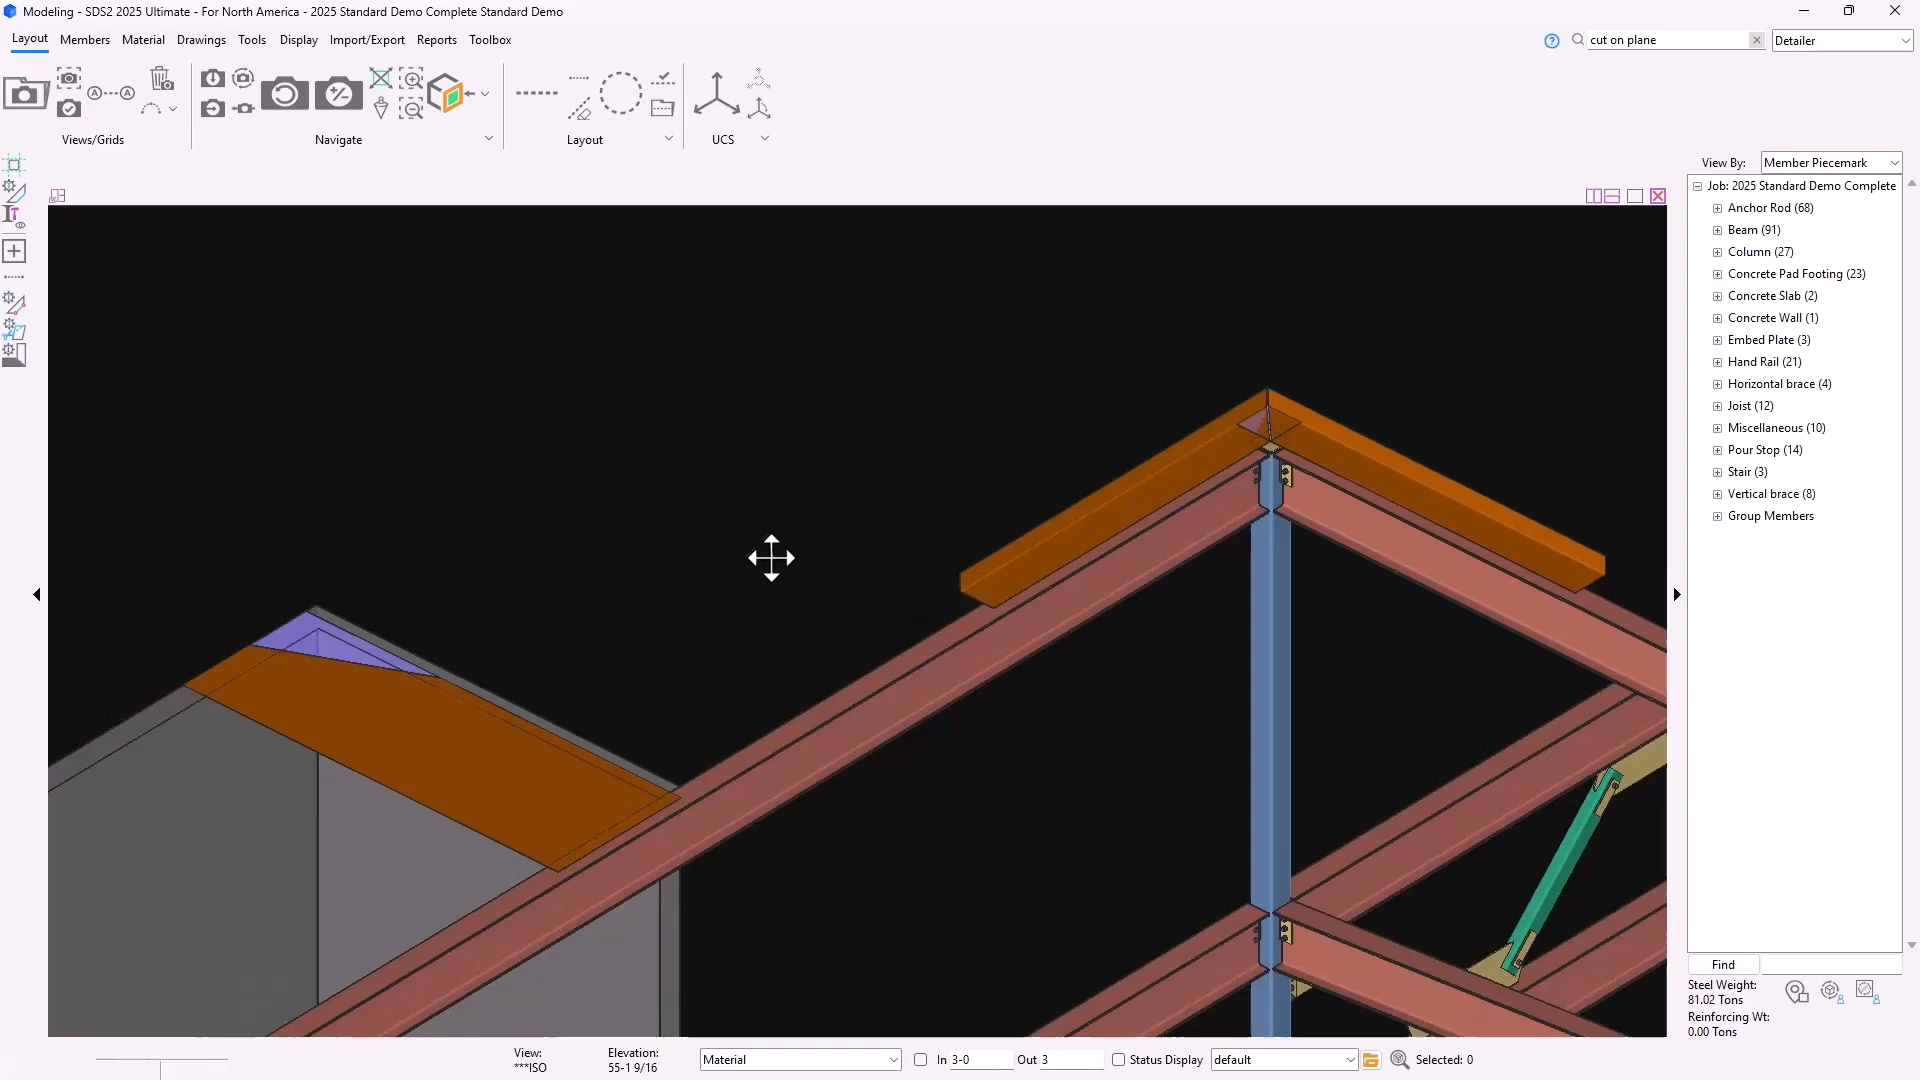 Modeling - SDS2 2025 Ultimate - For North America - 2025 Standard Demo Complete Standard Demo
Layout Members Material Drawings Tools Display Import/Export Reports Toolbox
cut on plane
Detailer
Views/Grids
Navigate
Layout
UCS
View By: Member Piecemark
Job: 2025 Standard Demo Complete
Anchor Rod (68)
Beam (91)
Column (27)
Concrete Pad Footing (23)
Concrete Slab (2)
Concrete Wall (1)
Embed Plate (3)
Hand Rail (21)
Horizontal brace (4)
Joist (12)
Miscellaneous (10)
Pour Stop (14)
Stair (3)
Vertical brace (8)
Group Members
Find
Steel Weight:
81.02 Tons
Reinforcing Wt:
0.00 Tons
View:
***ISO
Elevation:
55-1 9/16
Material
In 3-0
Out 3
Status Display
default
Selected: 0